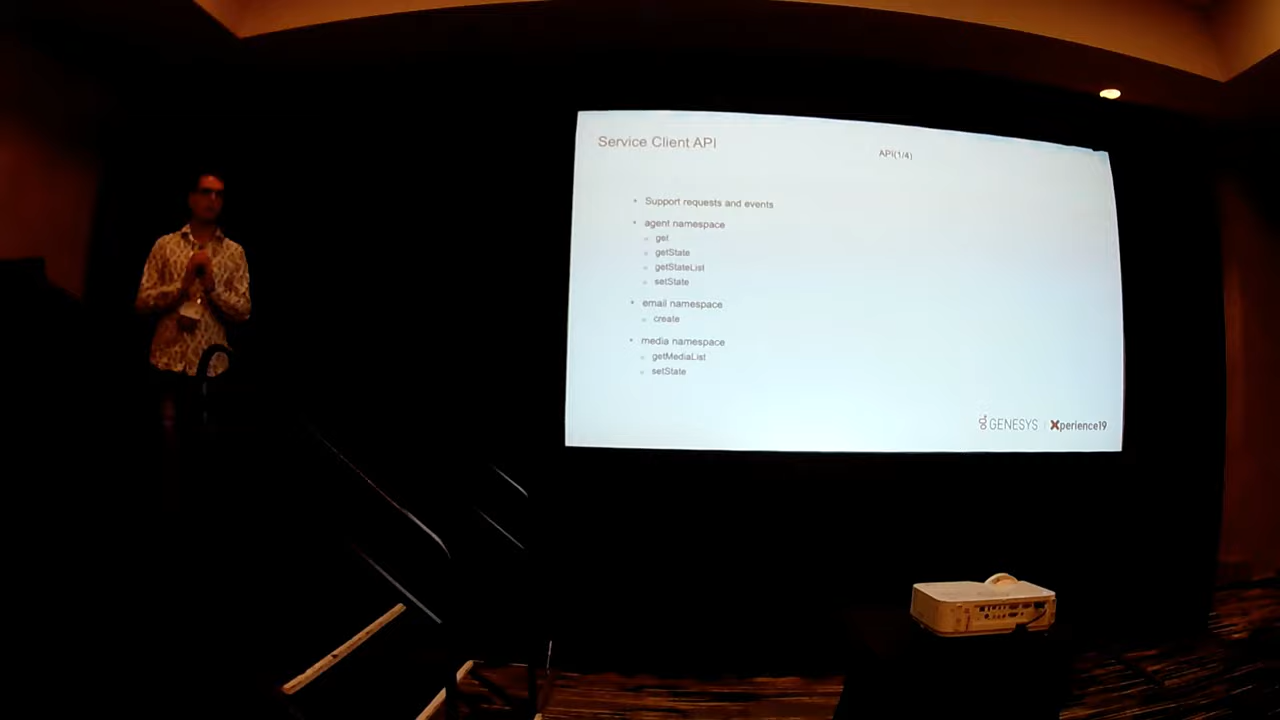 Service Client API
API(1/4)
• Support requests and events
• agent namespace
get
getState
getStateList
setState
• email namespace
create
• media namespace
getMediaList
setState
GENESYS | Xperience19